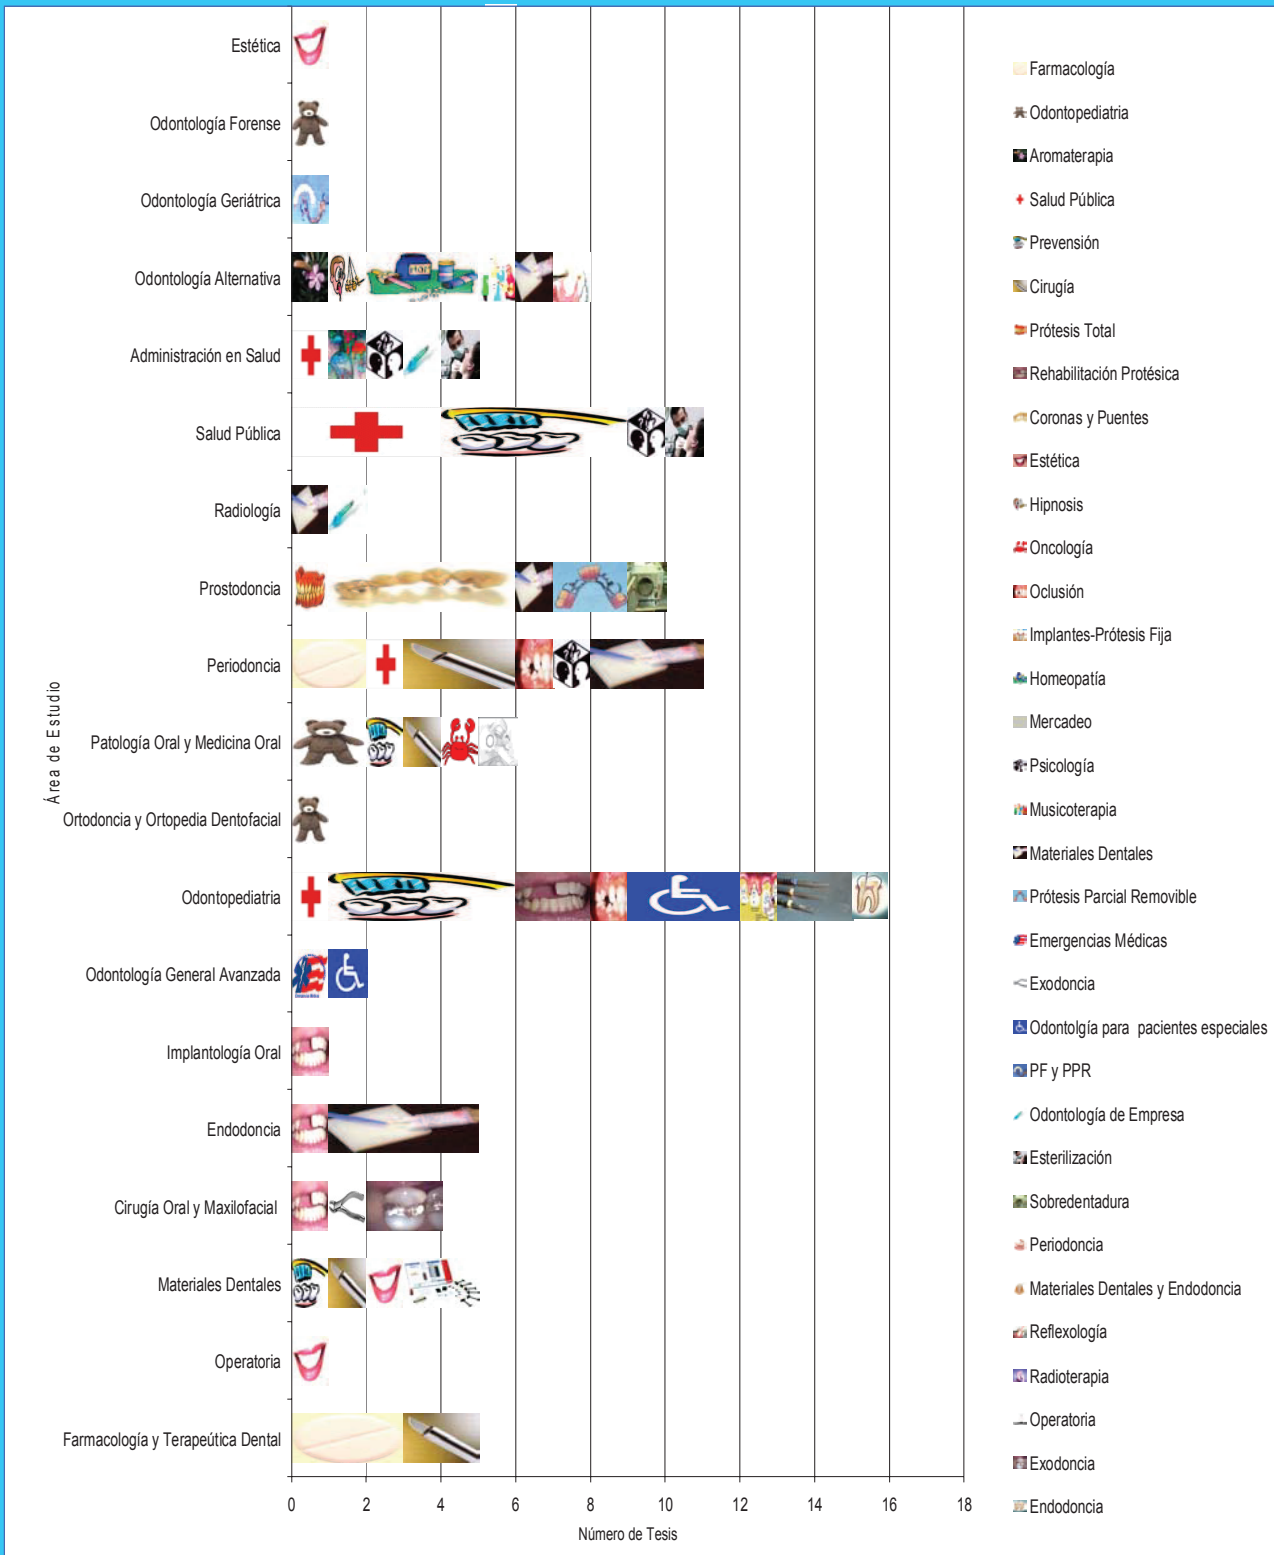 Estética
Odontología Forense
Odontología Geriátrica
Odontología Alternativa
Administración en Salud
Salud Pública
Radiología
Prostodoncia
Periodoncia
Patología Oral y Medicina Oral
Ortodoncia y Ortopedia Dentofacial
Odontopediatria
Odontología General Avanzada
Implantología Oral
Endodoncia
Cirugía Oral y Maxilofacial
Materiales Dentales
Operatoria
Farmacología y Terapeútica Dental
Área de Estudio
0 2 4 6 8 10 12 14 16 18
Número de Tesis
Farmacología
Odontopediatria
Aromaterapia
Salud Pública
Prevensión
Cirugía
Prótesis Total
Rehabilitación Protésica
Coronas y Puentes
Estética
Hipnosis
Oncología
Oclusión
Implantes-Prótesis Fija
Homeopatía
Mercadeo
Psicología
Musicoterapia
Materiales Dentales
Prótesis Parcial Removible
Emergencias Médicas
Exodoncia
Odontolgía para pacientes especiales
PF y PPR
Odontología de Empresa
Esterilización
Sobredentadura
Periodoncia
Materiales Dentales y Endodoncia
Reflexología
Radioterapia
Operatoria
Exodoncia
Endodoncia